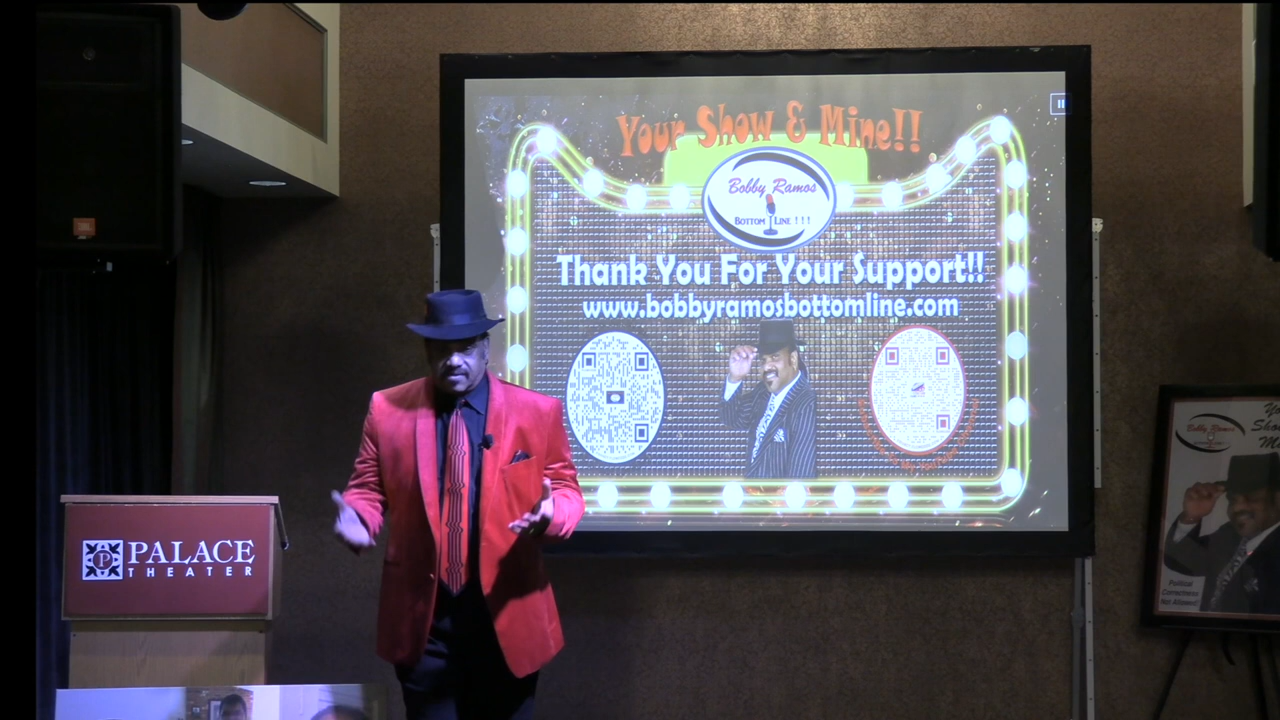 Your Show & Mine!!
Bobby Ramos
BOTTOM LINE !!!
Thank You For Your Support!!
www.bobbyramosbottomline.com
P
PALACE
THEATER
JBL
Bobby Ramos
Political
Correctness
Not Allowed!